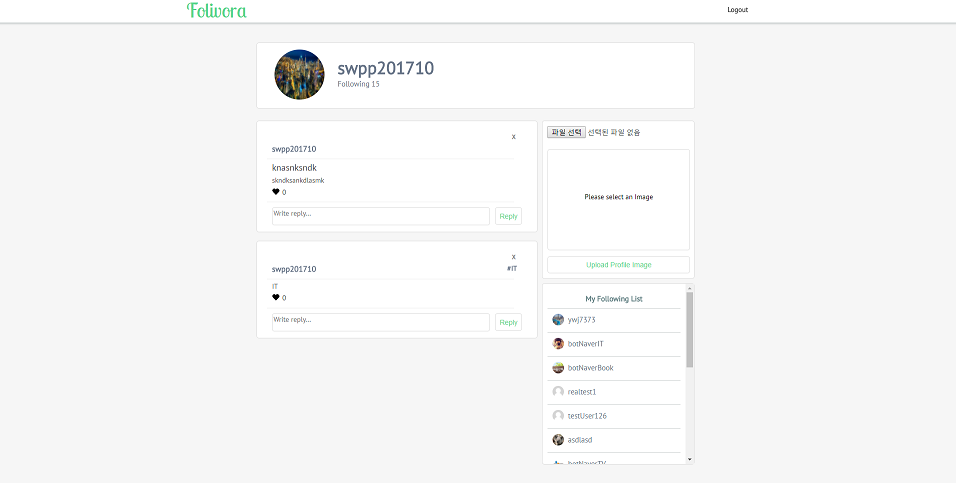 Folivora
Logout
swpp201710
Following 15
X
swpp201710
knasnksndk
skndksankdlasmk
0
Write reply...
Reply
X
swpp201710
#IT
IT
0
Write reply...
Reply
파일 선택 선택된 파일 없음
Please select an Image
Upload Profile Image
My Following List
ywj7373
botNaverIT
botNaverBook
realtest1
testUser126
asdlasd
botNaverTV